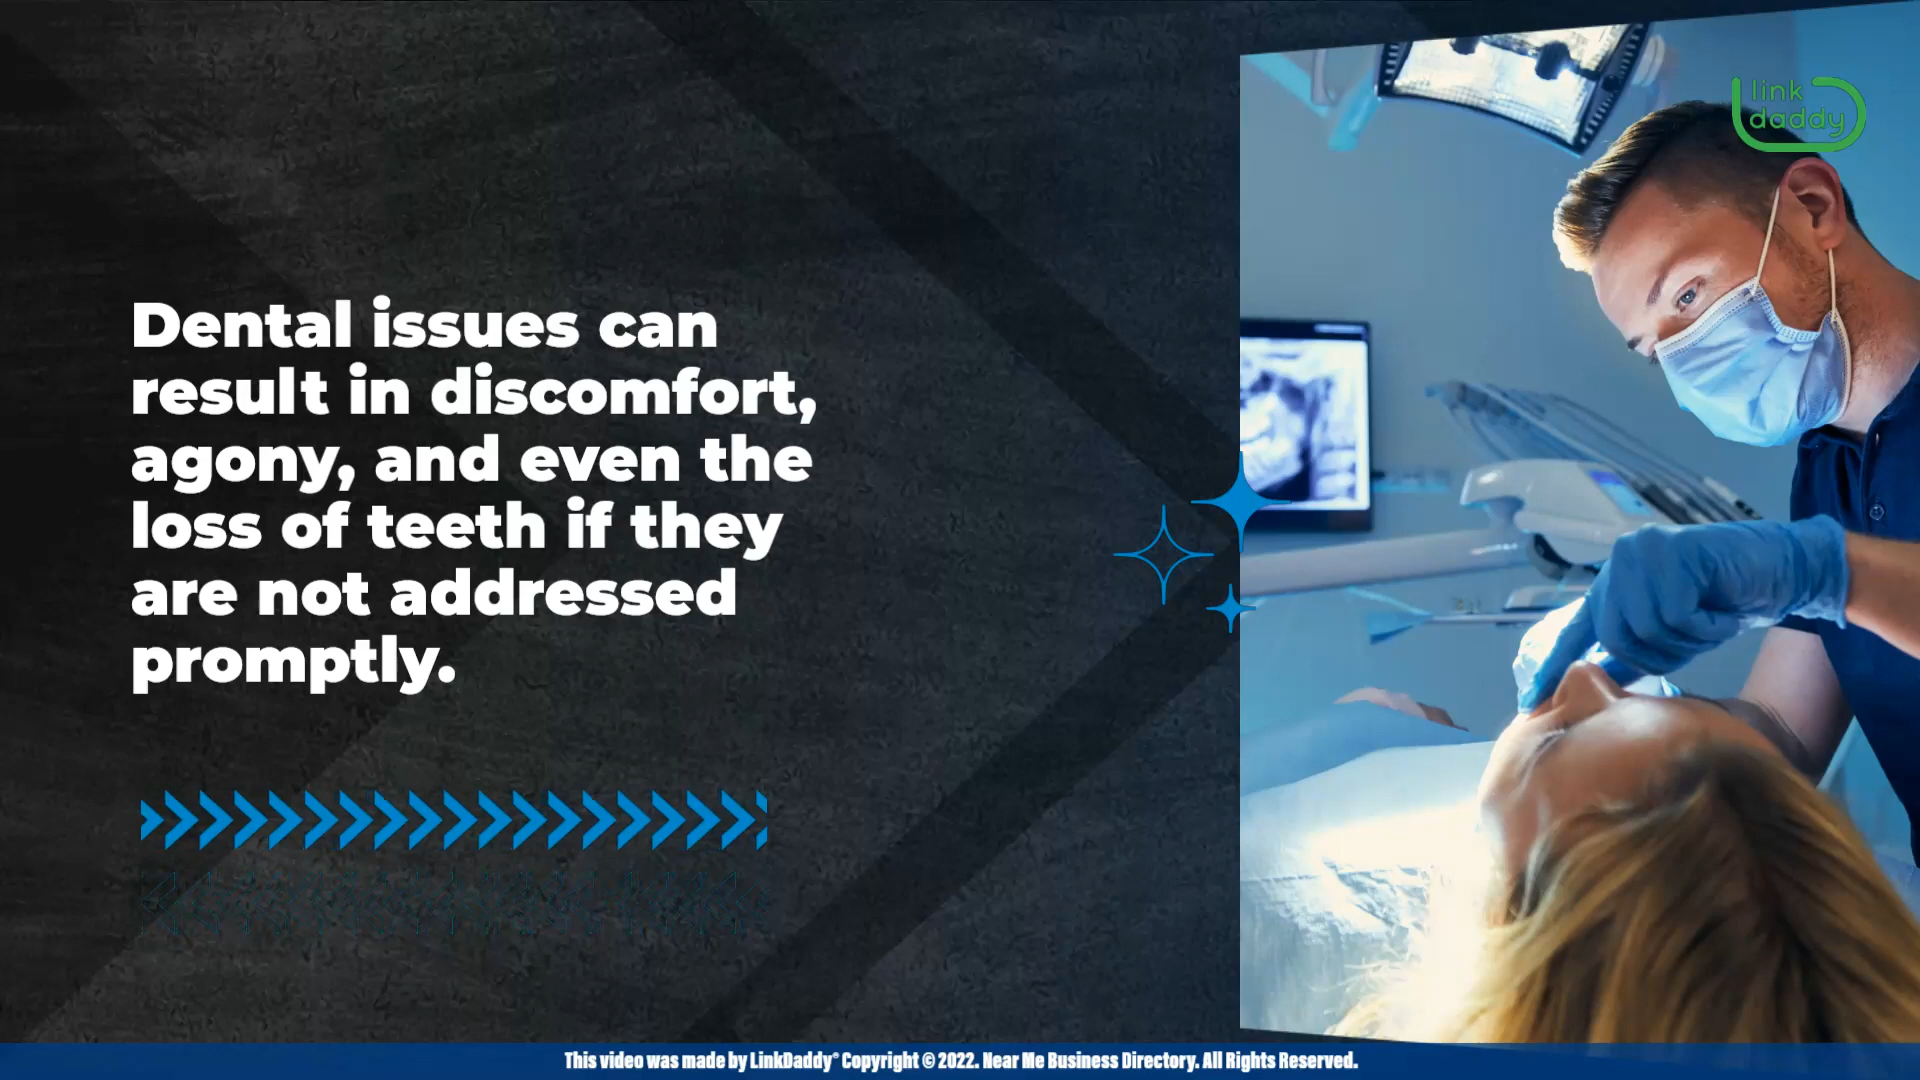 link
daddy
Dental issues can
result in discomfort,
agony, and even the
loss of teeth if they
are not addressed
promptly.
This video was made by LinkDaddy® Copyright © 2022. Near Me Business Directory. All Rights Reserved.